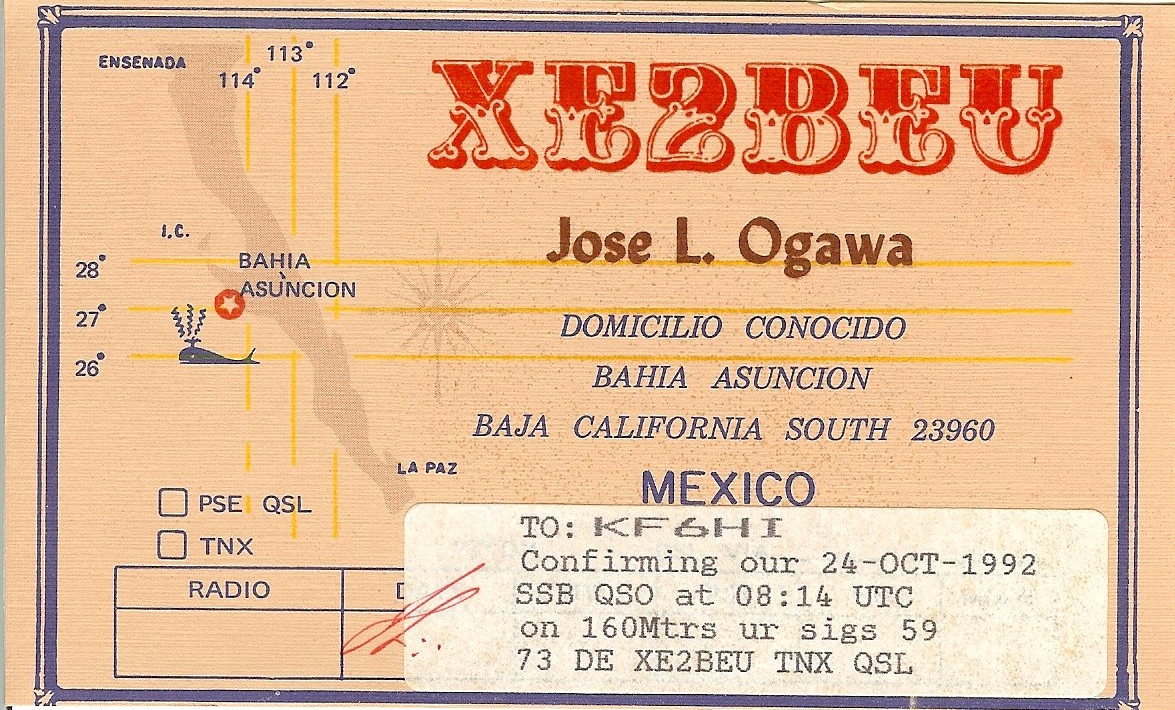 ENSENADA
113°
114° 112°
XE2BEU
Jose L. Ogawa
I.C.
28°
BAHIA
ASUNCION
27°
26°
DOMICILIO CONOCIDO
BAHIA ASUNCION
BAJA CALIFORNIA SOUTH 23960
MEXICO
LA PAZ
PSE QSL
TNX
RADIO D
TO: KF6HI
Confirming our 24-OCT-1992
SSB QSO at 08:14 UTC
on 160Mtrs ur sigs 59
73 DE XE2BEU TNX QSL